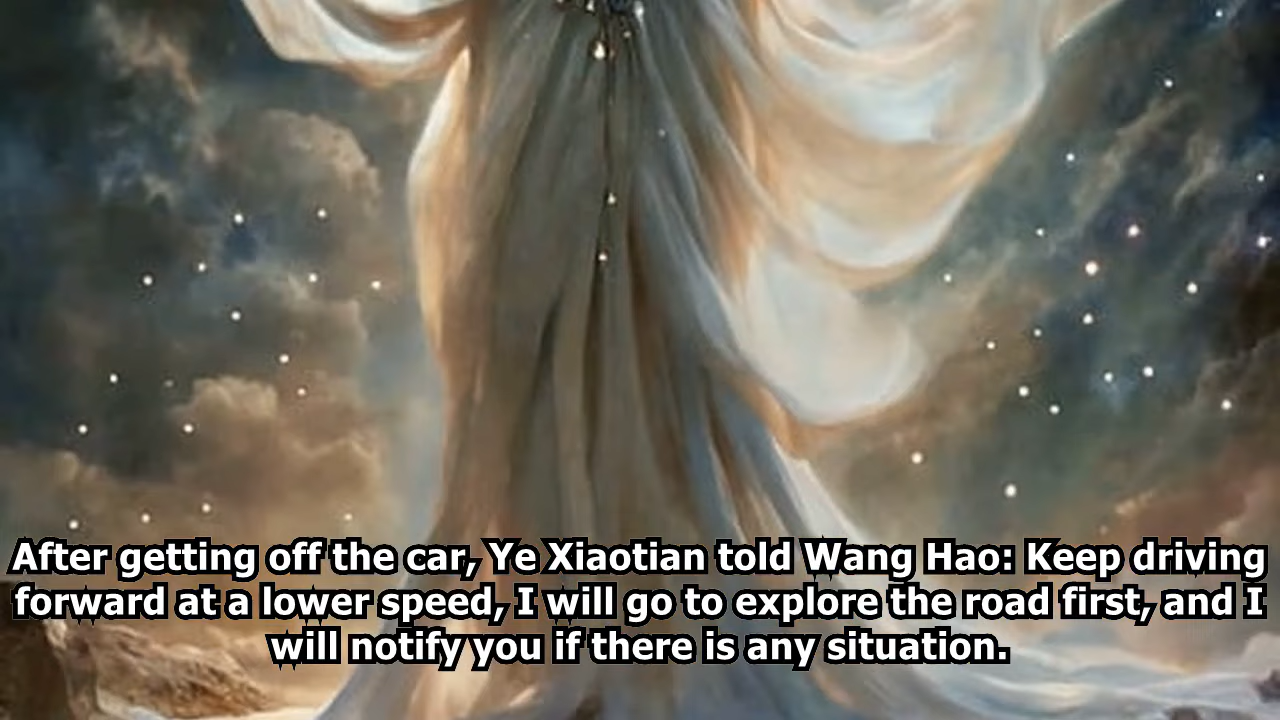 After getting off the car, Ye Xiaotian told Wang Hao: Keep driving
forward at a lower speed, I will go to explore the road first, and I
will notify you if there is any situation.